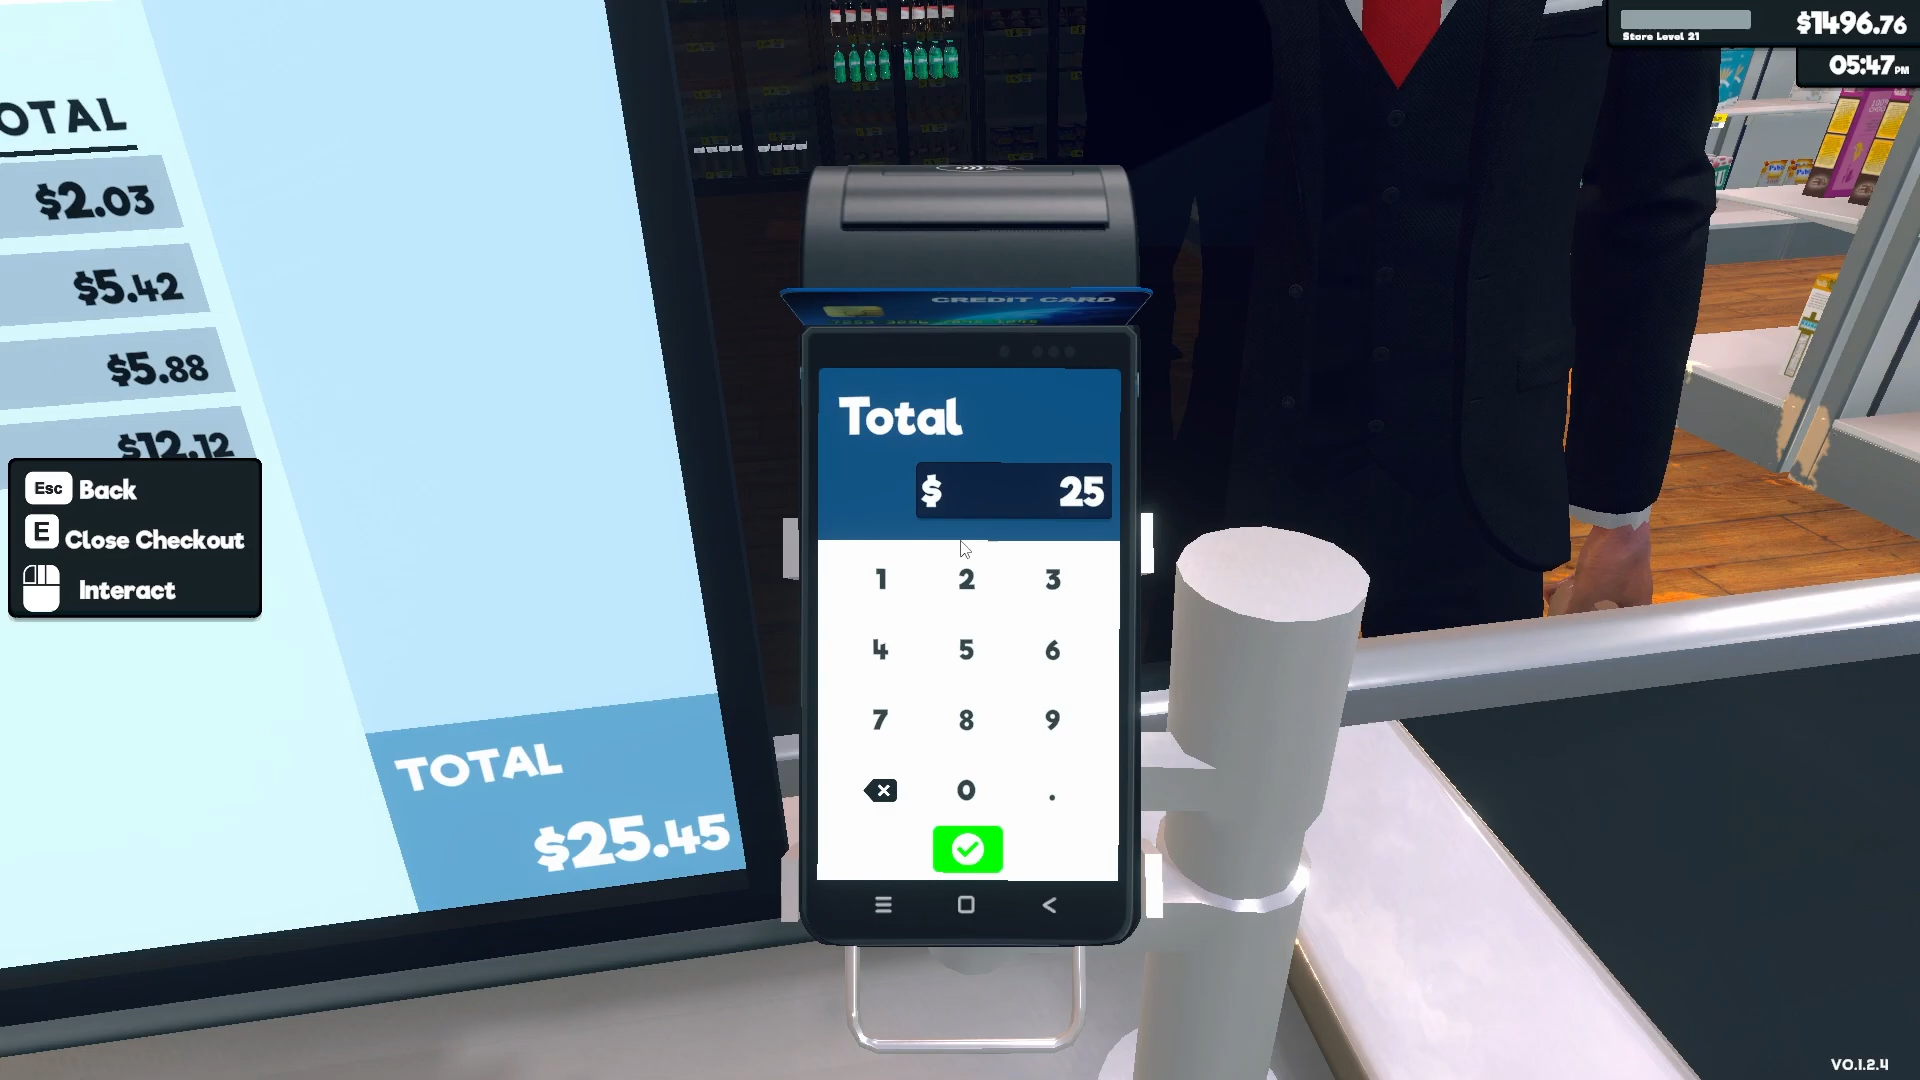 $1496.76
Store Level 21
05:47PM
OTAL
$2.03
$5.42
$5.88
$12.12
Esc Back
E Close Checkout
Interact
TOTAL
$25.45
CREDIT CARD
Total
$ 25
1 2 3
4 5 6
7 8 9
0 .
V0.1.2.4